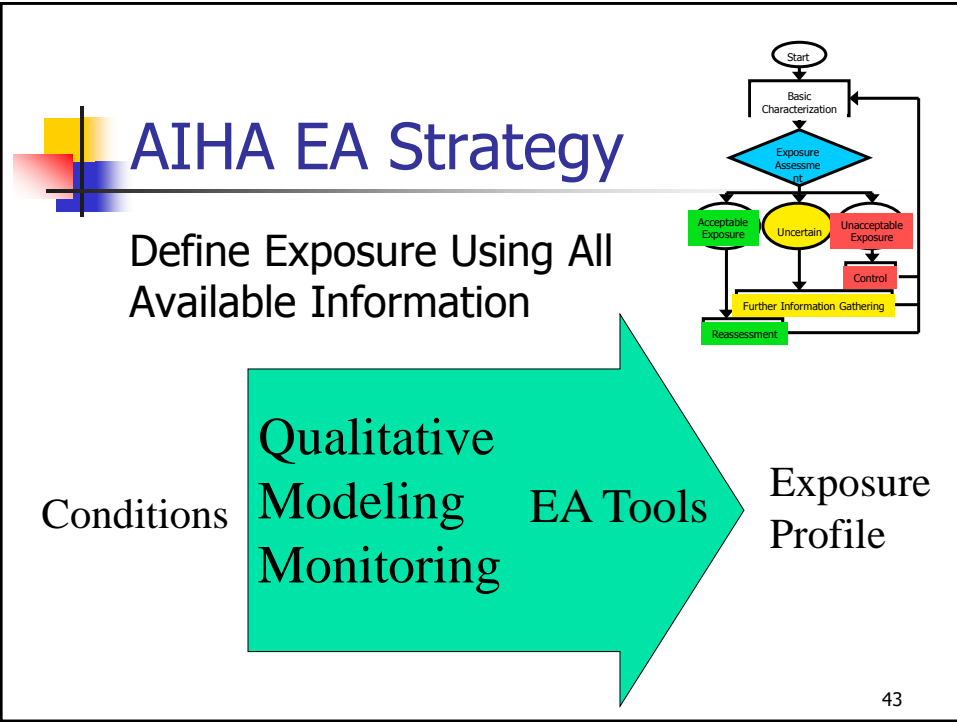 AIHA EA Strategy
Define Exposure Using All
Available Information
Start
Basic
Characterization
Exposure
Assessme
nt
Acceptable
Exposure
Uncertain
Unacceptable
Exposure
Control
Further Information Gathering
Reassessment
Conditions
Qualitative
Modeling
Monitoring
EA Tools
Exposure
Profile
43